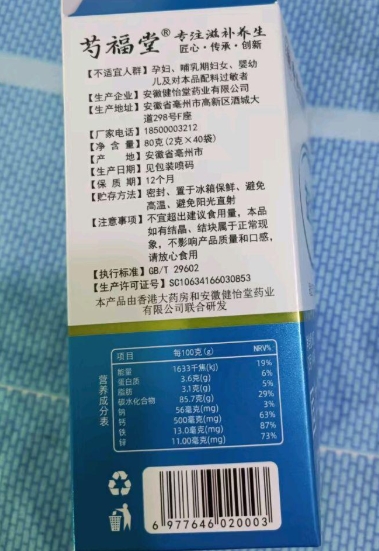 芍福堂® 专注滋补养生
匠心·传承·创新
【不适宜人群】孕妇、哺乳期妇女、婴幼
儿及对本品配料过敏者
【生产企业】安徽健怡堂药业有限公司
【生产地址】安徽省亳州市高新区酒城大
道298号F座
【厂家电话】18500003212
【净含量】80克(2克×40袋)
【产地】安徽省亳州市
【生产日期】见包装喷码
【保质期】12个月
【贮存方法】密封、置于冰箱保鲜、避免
高温，避免阳光直射
【注意事项】不宜超出建议食用量，本品
如有结晶、结块属于正常现
象，不影响产品质量和口感，
请放心食用
【执行标准】GB/T 29602
【生产许可证号】SC10634166030853
本产品由香港大药房和安徽健怡堂药业
有限公司联合研发
营养成分表
项目 每100克(g) NRV%
能量 1633千焦(kj) 19%
蛋白质 3.6克(g) 6%
脂肪 3.1克(g) 5%
碳水化合物 85.7克(g) 29%
钠 56毫克(mg) 3%
钙 500毫克(mg) 63%
铁 13.0毫克(mg) 87%
锌 11.00毫克(mg) 73%
6 977646 020003